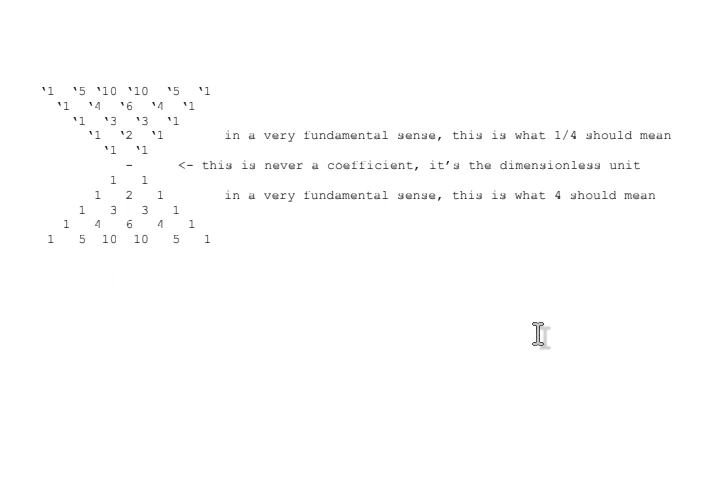 ‵1 ‵5 ‵10 ‵10 ‵5 ‵1
‵1 ‵4 ‵6 ‵4 ‵1
‵1 ‵3 ‵3 ‵1
‵1 ‵2 ‵1 in a very fundamental sense, this is what 1/4 should mean
‵1 ‵1
- <- this is never a coefficient, it’s the dimensionless unit
1 1
1 2 1 in a very fundamental sense, this is what 4 should mean
1 3 3 1
1 4 6 4 1
1 5 10 10 5 1